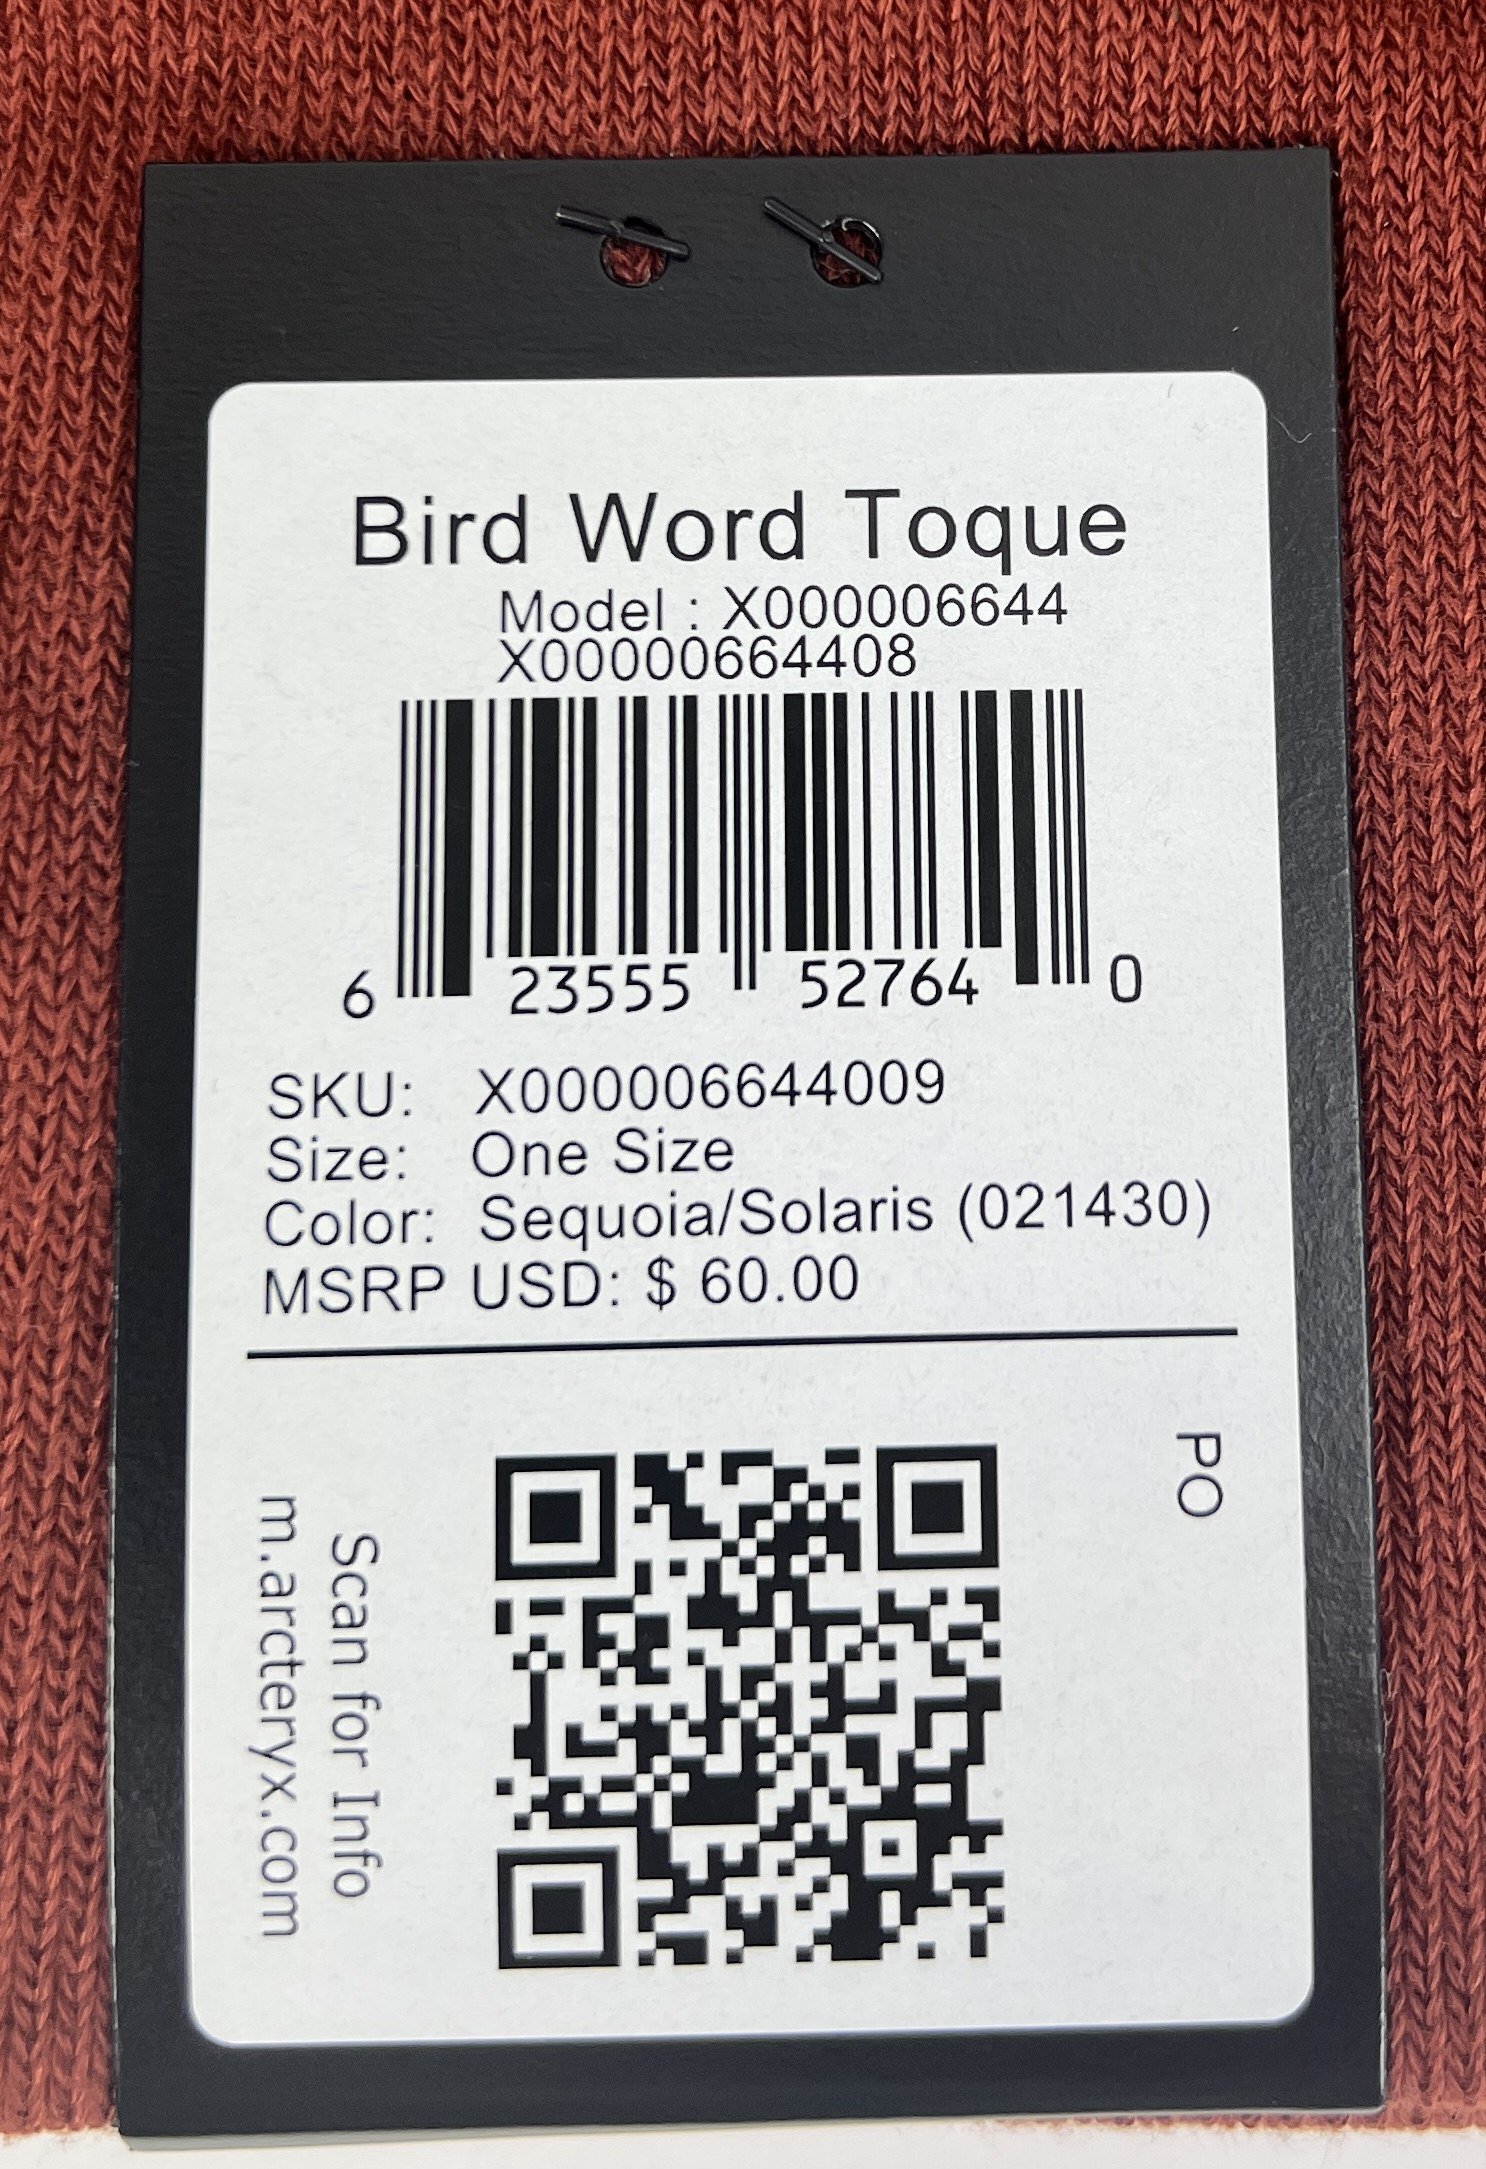 Bird Word Toque
Model : X000006644
X00000664408
6 23555 52764 0
SKU: X000006644009
Size: One Size
Color: Sequoia/Solaris (021430)
MSRP USD: $ 60.00
PO
Scan for Info
m.arcteryx.com